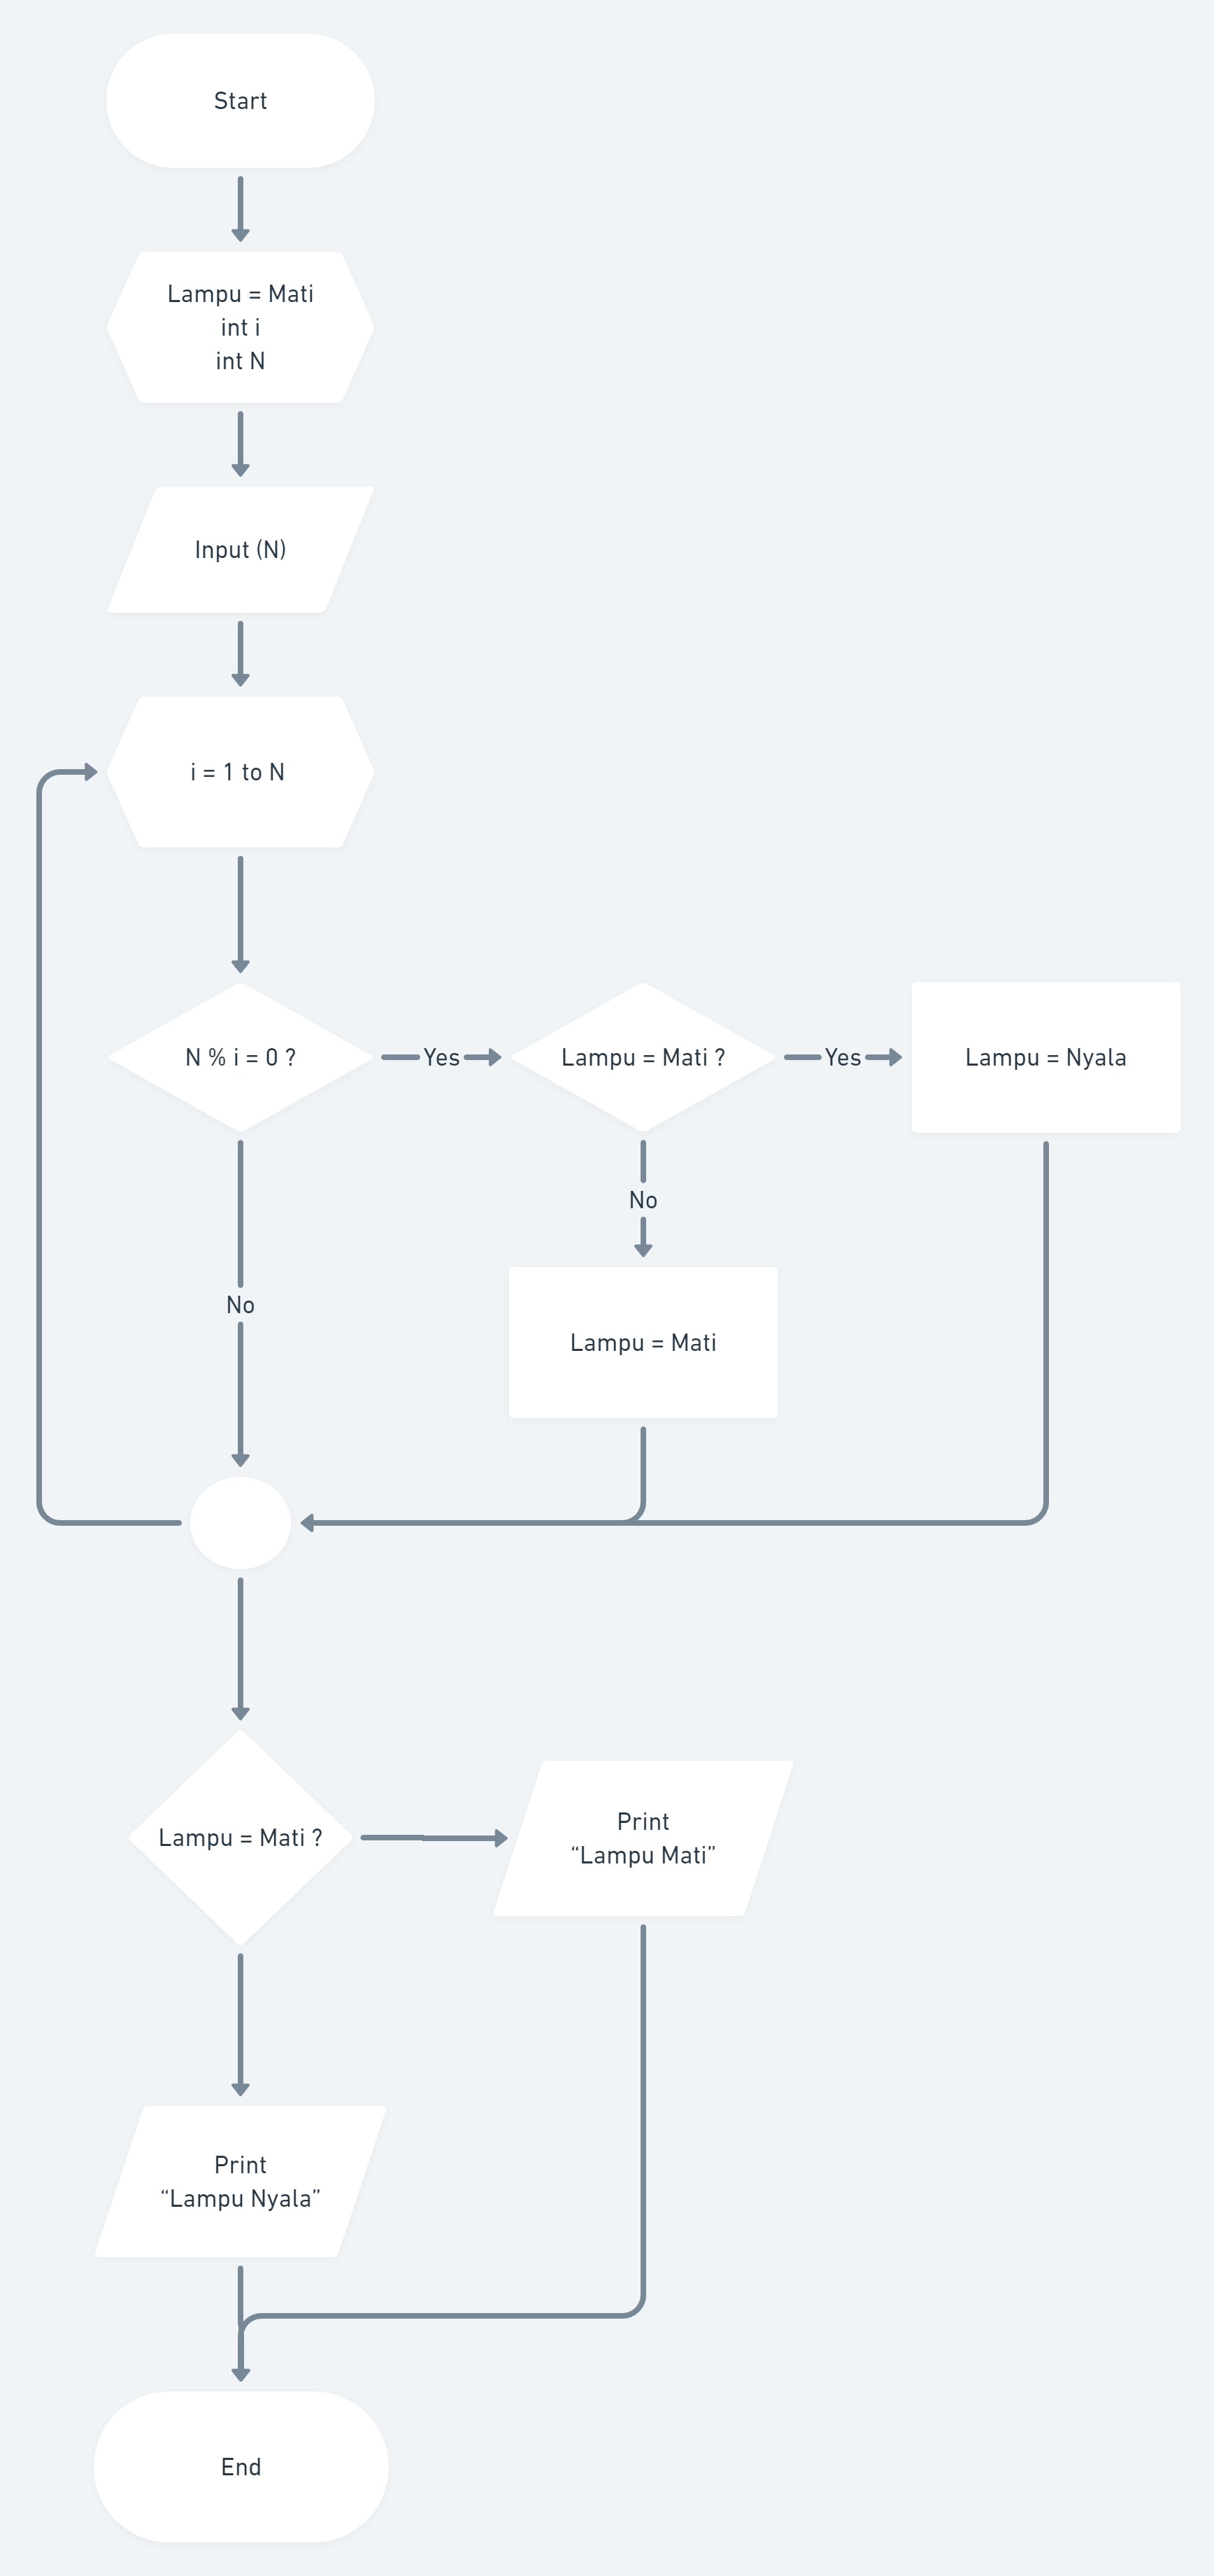 Start
Lampu = Mati
int i
int N
Input (N)
i = 1 to N
N % i = 0 ?
Yes
Lampu = Mati ?
Yes
Lampu = Nyala
No
No
Lampu = Mati
Lampu = Mati ?
Print
“Lampu Mati”
Print
“Lampu Nyala”
End